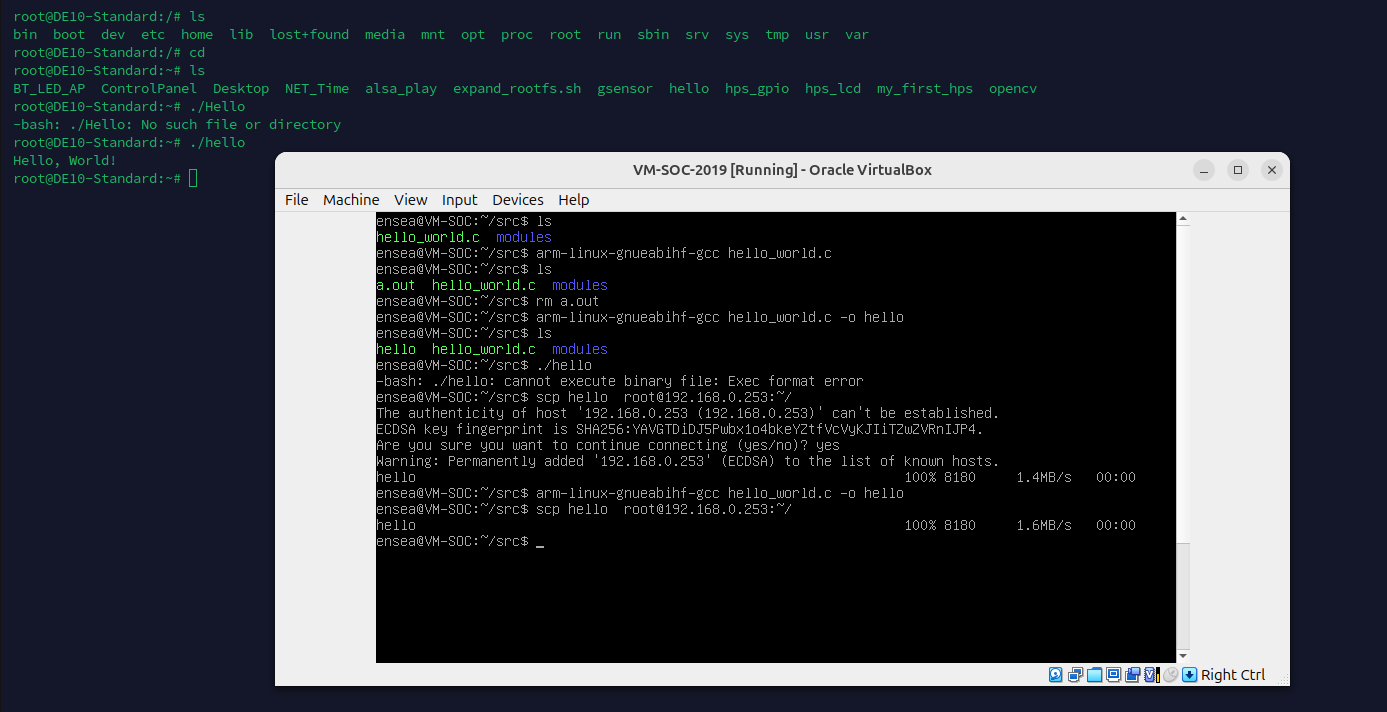 root@DE10-Standard:/# ls
bin  boot  dev  etc  home  lib  lost+found  media  mnt  opt  proc  root  run  sbin  srv  sys  tmp  usr  var
root@DE10-Standard:/# cd
root@DE10-Standard:~# ls
BT_LED_AP  ControlPanel  Desktop  NET_Time  alsa_play  expand_rootfs.sh  gsensor  hello  hps_gpio  hps_lcd  my_first_hps  opencv
root@DE10-Standard:~# ./Hello
-bash: ./Hello: No such file or directory
root@DE10-Standard:~# ./hello
Hello, World!
root@DE10-Standard:~#
VM-SOC-2019 [Running] - Oracle VirtualBox
File  Machine  View  Input  Devices  Help
ensea@VM-SOC:~/src$ ls
hello_world.c  modules
ensea@VM-SOC:~/src$ arm-linux-gnueabihf-gcc hello_world.c
ensea@VM-SOC:~/src$ ls
a.out  hello_world.c  modules
ensea@VM-SOC:~/src$ rm a.out
ensea@VM-SOC:~/src$ arm-linux-gnueabihf-gcc hello_world.c -o hello
ensea@VM-SOC:~/src$ ls
hello  hello_world.c  modules
ensea@VM-SOC:~/src$ ./hello
-bash: ./hello: cannot execute binary file: Exec format error
ensea@VM-SOC:~/src$ scp hello  root@192.168.0.253:~/
The authenticity of host '192.168.0.253 (192.168.0.253)' can't be established.
ECDSA key fingerprint is SHA256:YAVGTDiDJ5Pwbx1o4bkeYZtfVcVyKJIiTZwZVRnIJP4.
Are you sure you want to continue connecting (yes/no)? yes
Warning: Permanently added '192.168.0.253' (ECDSA) to the list of known hosts.
hello  100% 8180  1.4MB/s  00:00
ensea@VM-SOC:~/src$ arm-linux-gnueabihf-gcc hello_world.c -o hello
ensea@VM-SOC:~/src$ scp hello  root@192.168.0.253:~/
hello  100% 8180  1.6MB/s  00:00
ensea@VM-SOC:~/src$ _
Right Ctrl